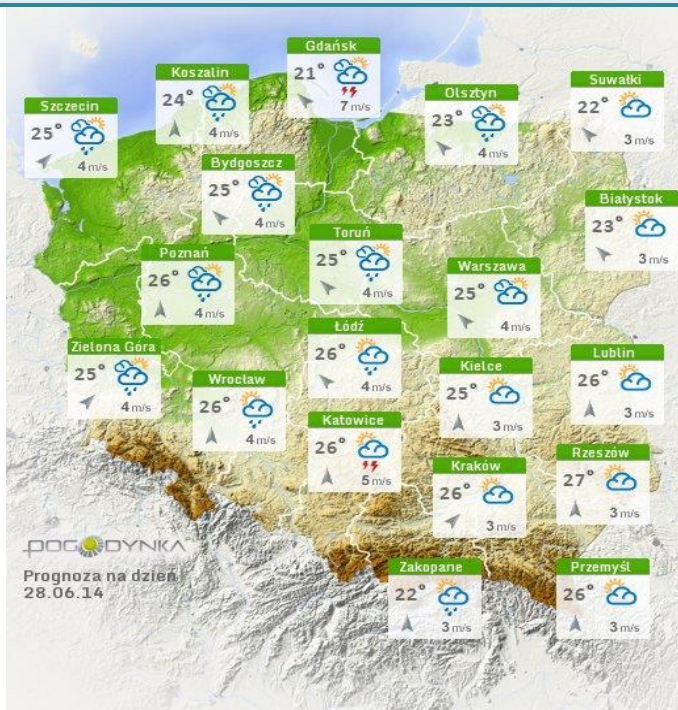 Gdańsk
21°
7 m/s
Koszalin
24°
4 m/s
Suwałki
22°
3 m/s
Olsztyn
23°
4 m/s
Szczecin
25°
4 m/s
Bydgoszcz
25°
4 m/s
Białystok
23°
3 m/s
Toruń
25°
4 m/s
Poznań
26°
4 m/s
Warszawa
25°
4 m/s
Łódź
26°
4 m/s
Zielona Góra
25°
4 m/s
Lublin
26°
3 m/s
Kielce
25°
3 m/s
Wrocław
26°
4 m/s
Katowice
26°
5 m/s
Rzeszów
27°
3 m/s
Kraków
26°
3 m/s
POGODYNKA
Prognoza na dzień
28.06.14
Zakopane
22°
3 m/s
Przemyśl
26°
3 m/s